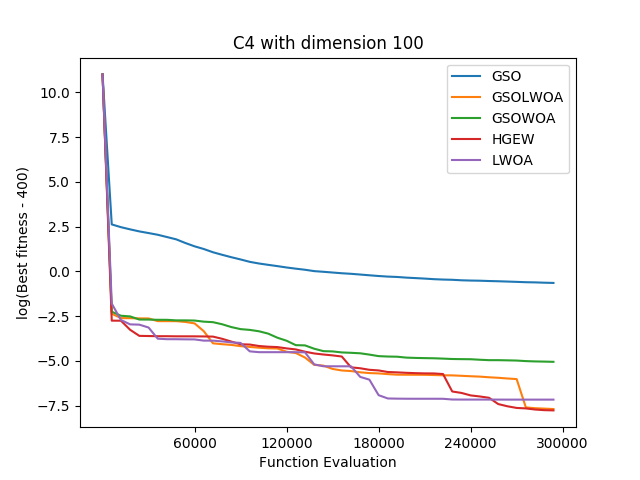 C4 with dimension 100
log(Best fitness - 400)
10.0
7.5
5.0
2.5
0.0
−2.5
−5.0
−7.5
GSO
GSOLWOA
GSOWOA
HGEW
LWOA
60000 120000 180000 240000 300000
Function Evaluation